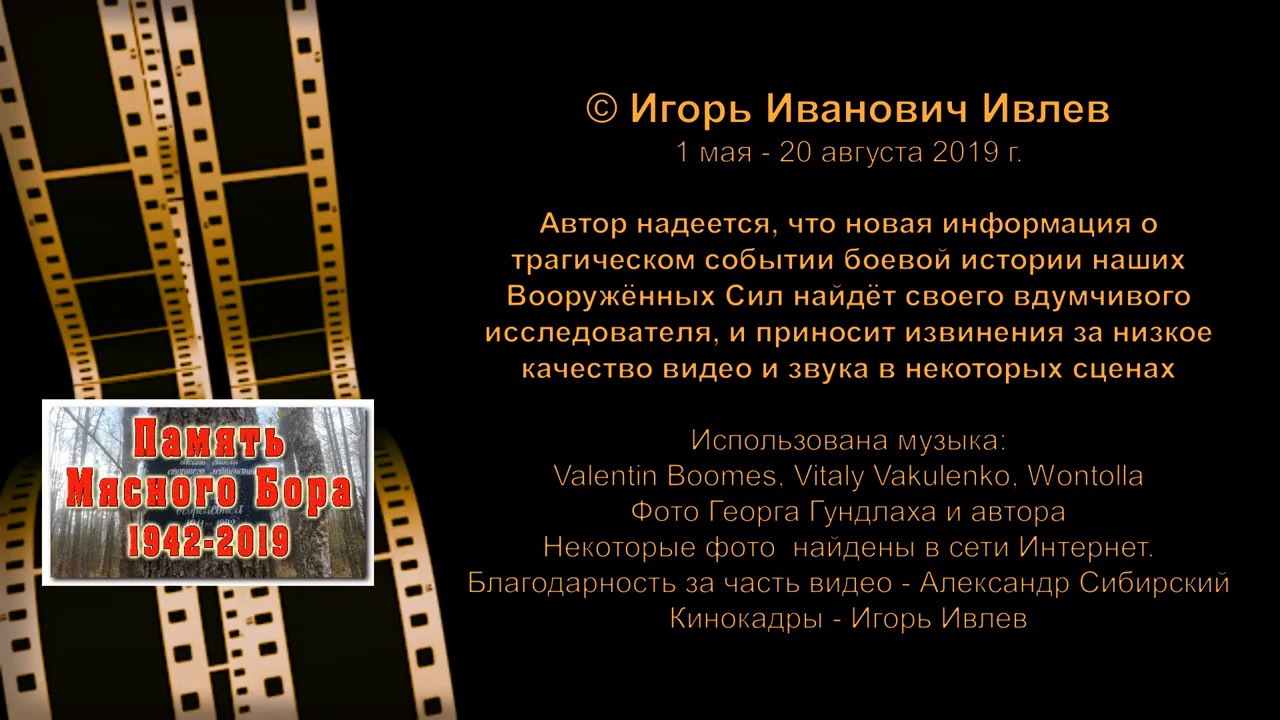 © Игорь Иванович Ивлев
1 мая - 20 августа 2019 г.
Автор надеется, что новая информация о
трагическом событии боевой истории наших
Вооружённых Сил найдёт своего вдумчивого
исследователя, и приносит извинения за низкое
качество видео и звука в некоторых сценах
Использована музыка:
Valentin Boomes, Vitaly Vakulenko, Wontolla
Фото Георга Гундлаха и автора
Некоторые фото  найдены в сети Интернет.
Благодарность за часть видео - Александр Сибирский
Кинокадры - Игорь Ивлев
Память
Мясного Бора
1942-2019